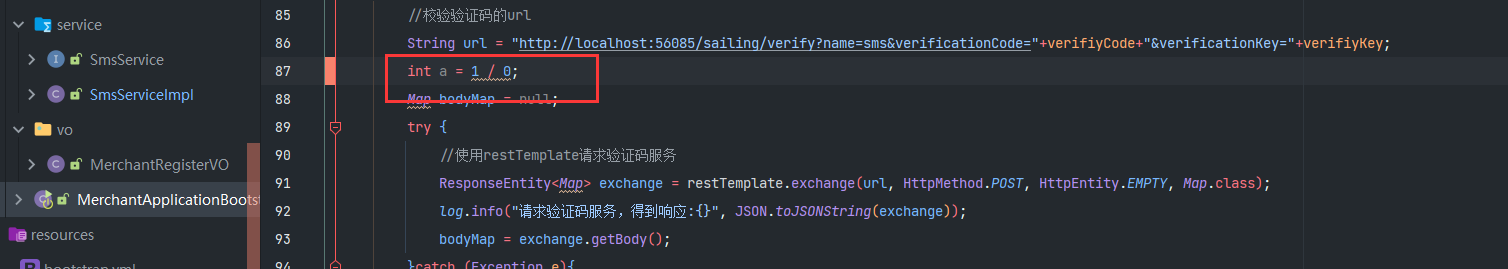 service
SmsService
SmsServiceImpl
vo
MerchantRegisterVO
MerchantApplicationBootst
resources
bootstrap.yml
85 //校验验证码的url
86 String url = "http://localhost:56085/sailing/verify?name=sms&verificationCode="+verifiyCode+"&verificationKey="+verifiyKey;
87 int a = 1 / 0;
88 Map bodyMap = null;
89 try {
90 //使用restTemplate请求验证码服务
91 ResponseEntity<Map> exchange = restTemplate.exchange(url, HttpMethod.POST, HttpEntity.EMPTY, Map.class);
92 log.info("请求验证码服务，得到响应:{}", JSON.toJSONString(exchange));
93 bodyMap = exchange.getBody();
94 }catch (Exception e){